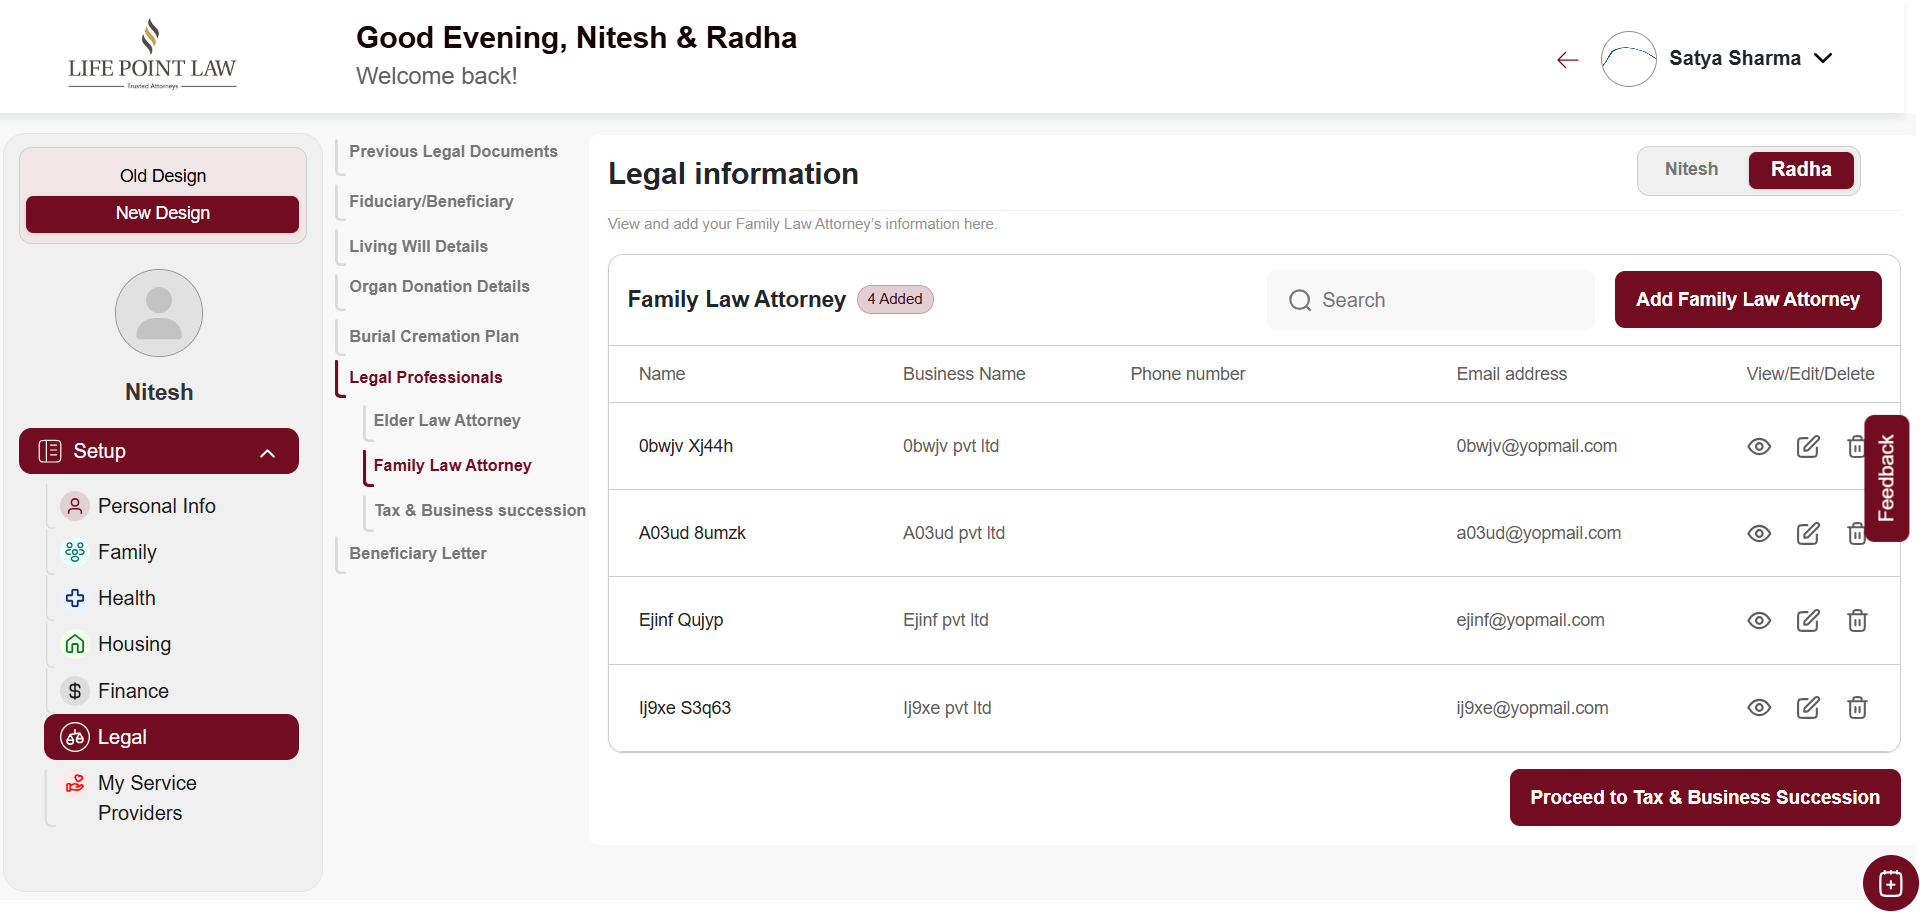 LIFE POINT LAW
Trusted Attorneys
Good Evening, Nitesh & Radha
Welcome back!
Satya Sharma
Old Design
New Design
Nitesh
Setup
Personal Info
Family
Health
Housing
Finance
Legal
My Service
Providers
Previous Legal Documents
Fiduciary/Beneficiary
Living Will Details
Organ Donation Details
Burial Cremation Plan
Legal Professionals
Elder Law Attorney
Family Law Attorney
Tax & Business succession
Beneficiary Letter
Legal information
Nitesh Radha
View and add your Family Law Attorney's information here.
Family Law Attorney 4 Added Search Add Family Law Attorney
Name Business Name Phone number Email address View/Edit/Delete
0bwjv Xj44h 0bwjv pvt ltd 0bwjv@yopmail.com
A03ud 8umzk A03ud pvt ltd a03ud@yopmail.com
Ejinf Qujyp Ejinf pvt ltd ejinf@yopmail.com
Ij9xe S3q63 Ij9xe pvt ltd ij9xe@yopmail.com
Feedback
Proceed to Tax & Business Succession